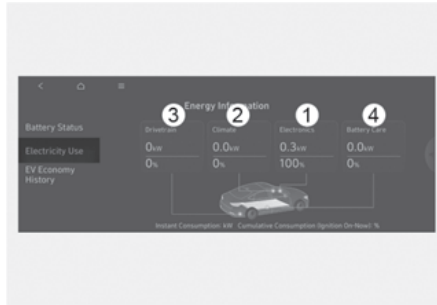 Energy Information
3 2 1 4
Battery Status
Electricity Use
EV Economy
History
Drivetrain Climate Electronics Battery Care
0kW 0.0kW 0.3kW 0.0kW
0% 0% 100% 0%
Instant Consumption: kW Cumulative Consumption (Ignition On-Now): %